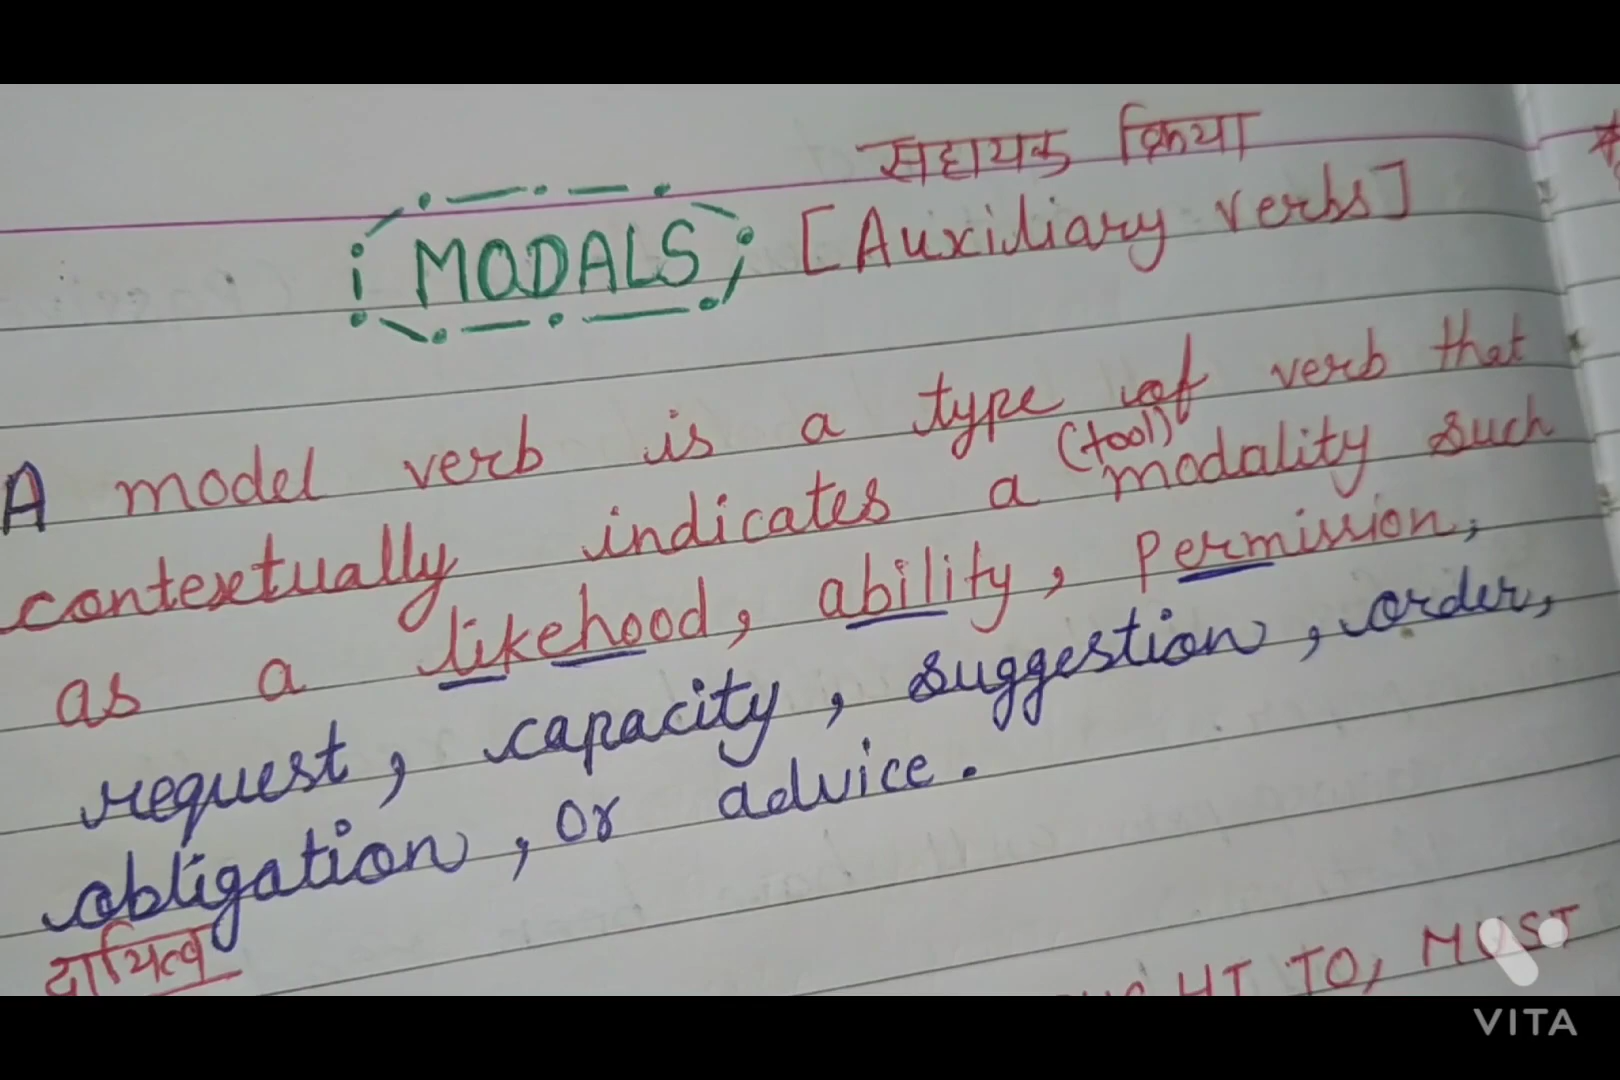 सहायक क्रिया
MODALS [Auxiliary verbs]
A model verb is a type of verb that
(tool)
contextually indicates a modality such
as a likehood, ability, permission,
request, capacity, suggestion, order,
obligation, or advice.
दायित्व
TO, MUST
VITA